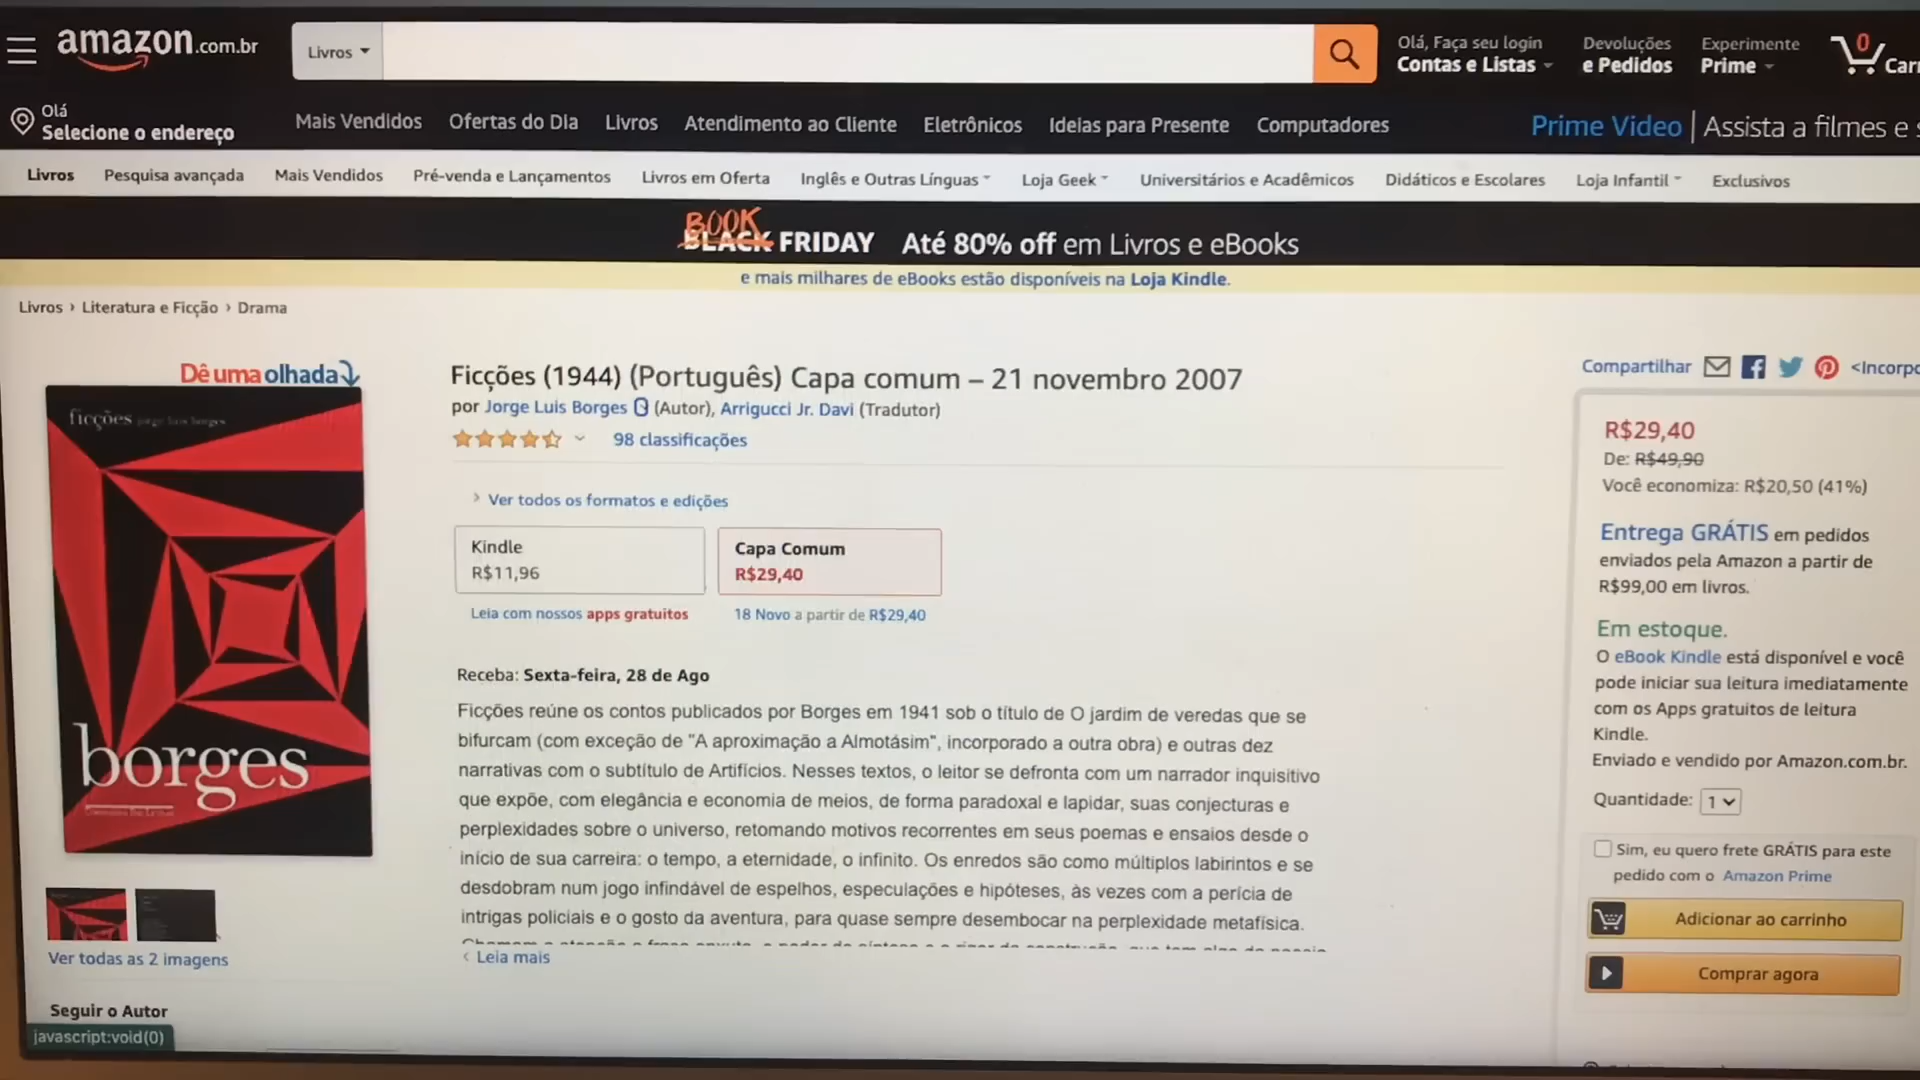 amazon.com.br
Livros
Olá, Faça seu login
Contas e Listas
Devoluções
e Pedidos
Experimente
Prime
0
Olá
Selecione o endereço
Mais Vendidos Ofertas do Dia Livros Atendimento ao Cliente Eletrônicos Ideias para Presente Computadores
Prime Video | Assista a filmes e
Livros Pesquisa avançada Mais Vendidos Pré-venda e Lançamentos Livros em Oferta Inglês e Outras Línguas Loja Geek Universitários e Acadêmicos Didáticos e Escolares Loja Infantil Exclusivos
BOOK
BLACK FRIDAY Até 80% off em Livros e eBooks
e mais milhares de eBooks estão disponíveis na Loja Kindle.
Livros › Literatura e Ficção › Drama
Dê uma olhada
ficções jorge luis borges
borges
Companhia Das Letras
Ver todas as 2 imagens
Seguir o Autor
javascript:void(0)
Ficções (1944) (Português) Capa comum – 21 novembro 2007
por Jorge Luis Borges (Autor), Arrigucci Jr. Davi (Tradutor)
98 classificações
› Ver todos os formatos e edições
Kindle
R$11,96
Leia com nossos apps gratuitos
Capa Comum
R$29,40
18 Novo a partir de R$29,40
Receba: Sexta-feira, 28 de Ago
Ficções reúne os contos publicados por Borges em 1941 sob o título de O jardim de veredas que se
bifurcam (com exceção de "A aproximação a Almotásim", incorporado a outra obra) e outras dez
narrativas com o subtítulo de Artifícios. Nesses textos, o leitor se defronta com um narrador inquisitivo
que expõe, com elegância e economia de meios, de forma paradoxal e lapidar, suas conjecturas e
perplexidades sobre o universo, retomando motivos recorrentes em seus poemas e ensaios desde o
início de sua carreira: o tempo, a eternidade, o infinito. Os enredos são como múltiplos labirintos e se
desdobram num jogo infindável de espelhos, especulações e hipóteses, às vezes com a perícia de
intrigas policiais e o gosto da aventura, para quase sempre desembocar na perplexidade metafísica.
‹ Leia mais
Compartilhar
R$29,40
De: R$49,90
Você economiza: R$20,50 (41%)
Entrega GRÁTIS em pedidos
enviados pela Amazon a partir de
R$99,00 em livros.
Em estoque.
O eBook Kindle está disponível e você
pode iniciar sua leitura imediatamente
com os Apps gratuitos de leitura
Kindle.
Enviado e vendido por Amazon.com.br.
Quantidade: 1
Sim, eu quero frete GRÁTIS para este
pedido com o Amazon Prime
Adicionar ao carrinho
Comprar agora